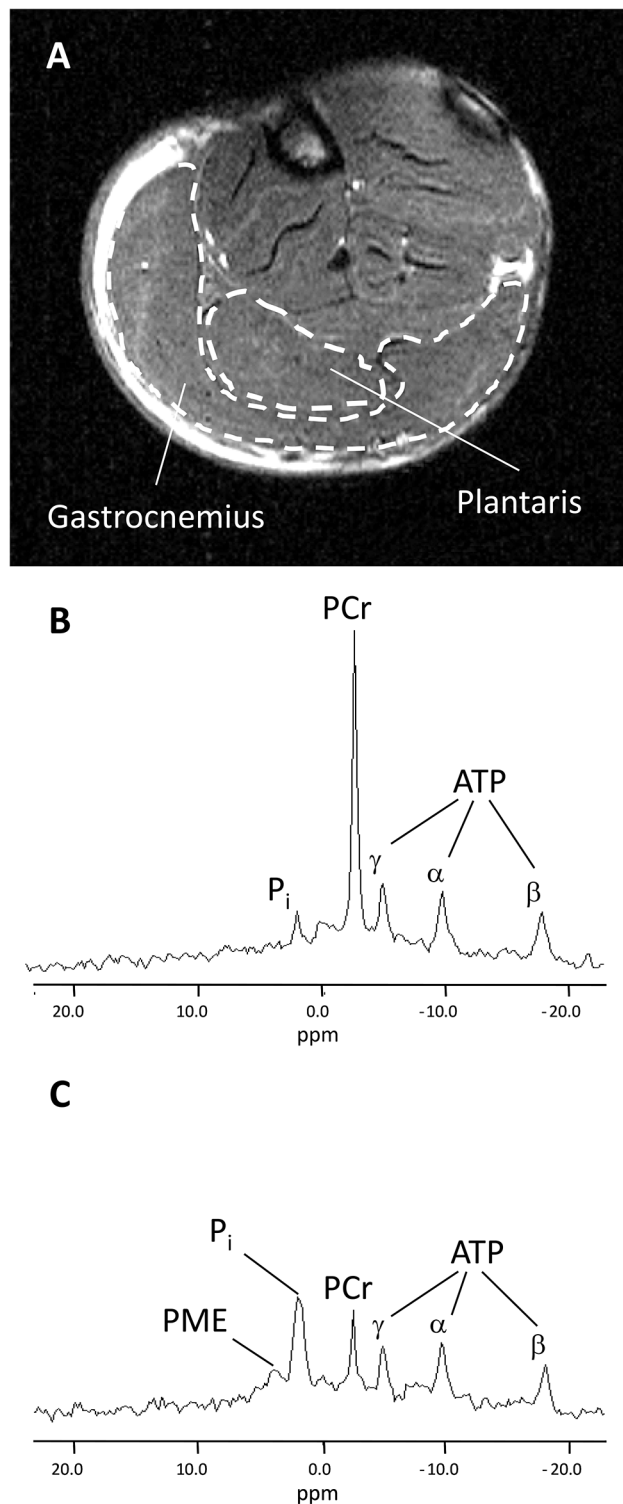 A
Gastrocnemius
Plantaris
B
PCr
ATP
γ
α
β
Pi
20.0 10.0 0.0 -10.0 -20.0
ppm
C
Pi
PCr
ATP
PME
γ
α
β
20.0 10.0 0.0 -10.0 -20.0
ppm